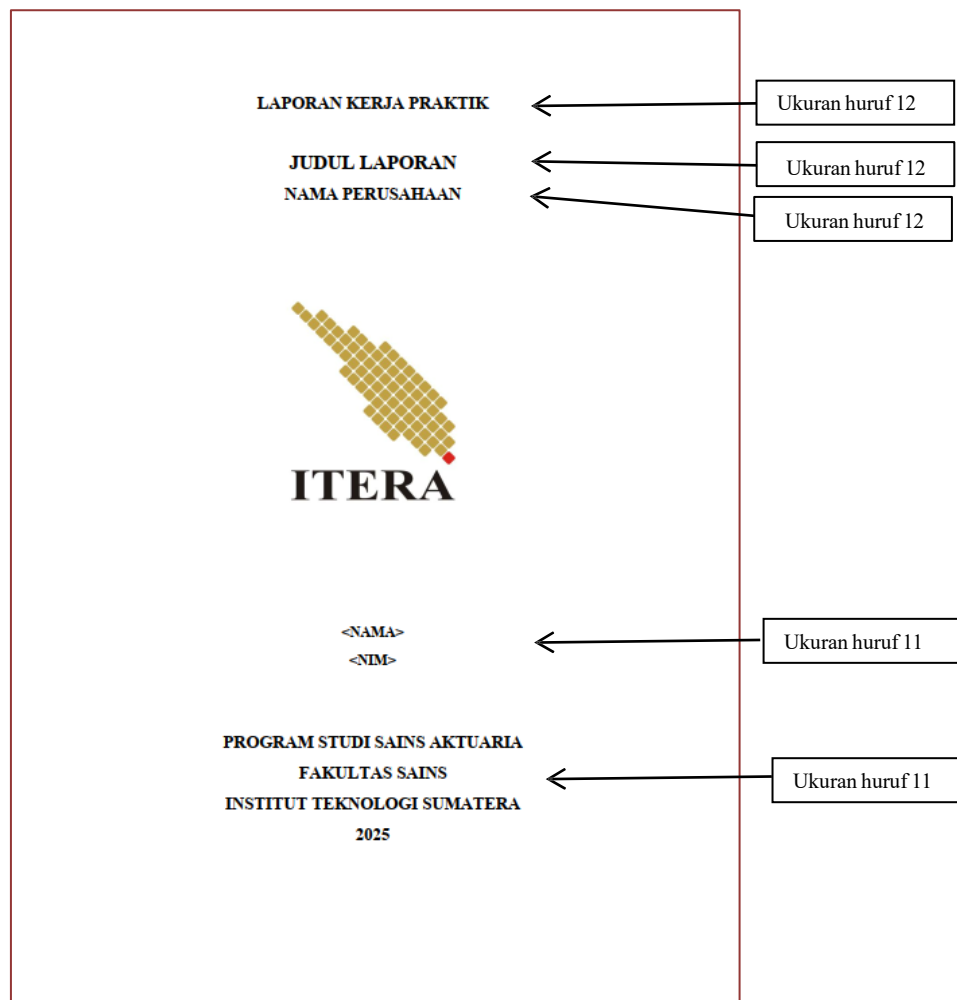 LAPORAN KERJA PRAKTIK
Ukuran huruf 12
JUDUL LAPORAN
Ukuran huruf 12
NAMA PERUSAHAAN
Ukuran huruf 12
ITERA
<NAMA>
<NIM>
Ukuran huruf 11
PROGRAM STUDI SAINS AKTUARIA
FAKULTAS SAINS
Ukuran huruf 11
INSTITUT TEKNOLOGI SUMATERA
2025